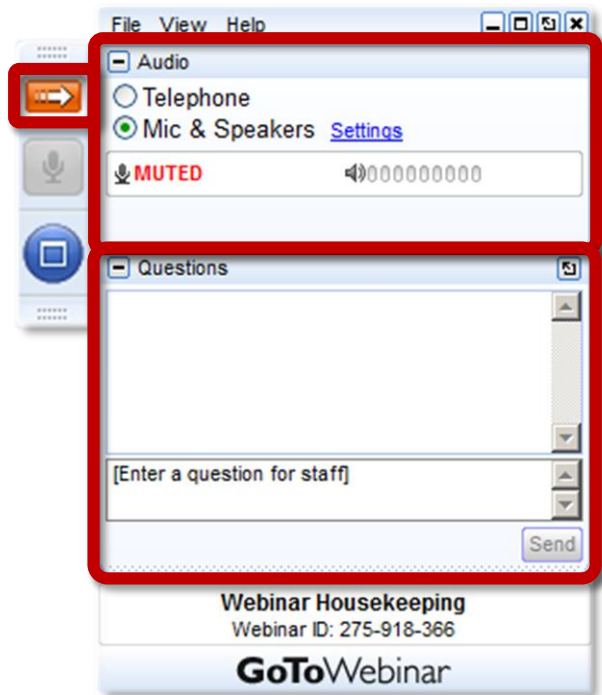 File View Help
Audio
Telephone
Mic & Speakers Settings
MUTED 000000000
Questions
[Enter a question for staff]
Send
Webinar Housekeeping
Webinar ID: 275-918-366
GoToWebinar